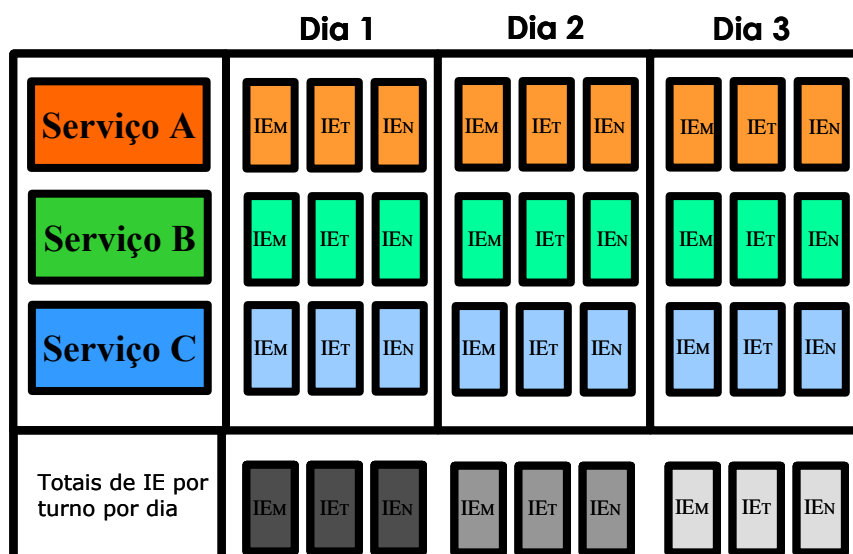 Dia 1 Dia 2 Dia 3
Serviço A IEM IET IEN IEM IET IEN IEM IET IEN
Serviço B IEM IET IEN IEM IET IEN IEM IET IEN
Serviço C IEM IET IEN IEM IET IEN IEM IET IEN
Totais de IE por
turno por dia
IEM IET IEN IEM IET IEN IEM IET IEN